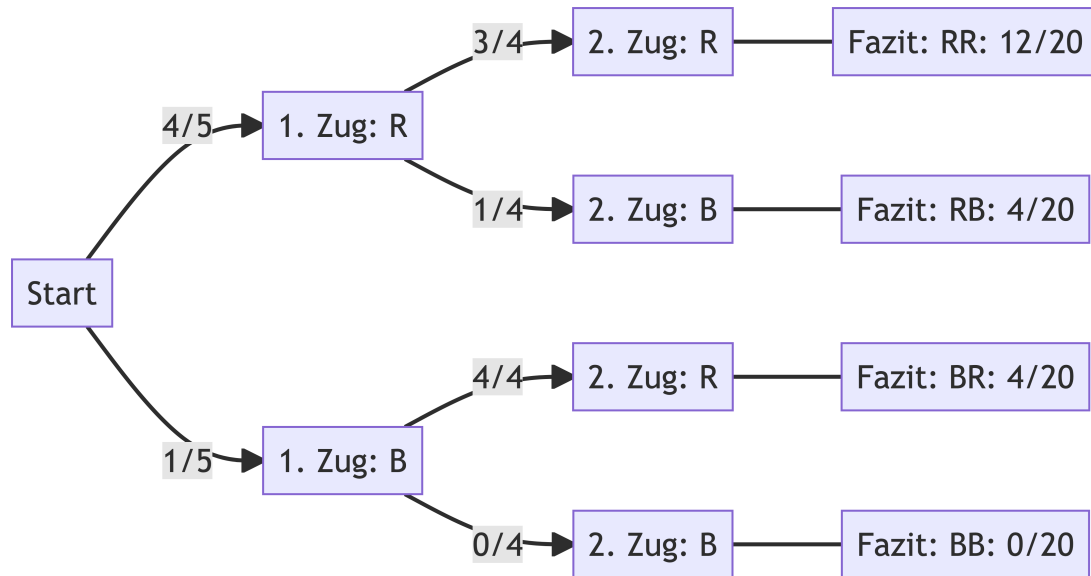 3/4
2. Zug: R
Fazit: RR: 12/20
4/5
1. Zug: R
1/4
2. Zug: B
Fazit: RB: 4/20
Start
4/4
2. Zug: R
Fazit: BR: 4/20
1/5
1. Zug: B
0/4
2. Zug: B
Fazit: BB: 0/20